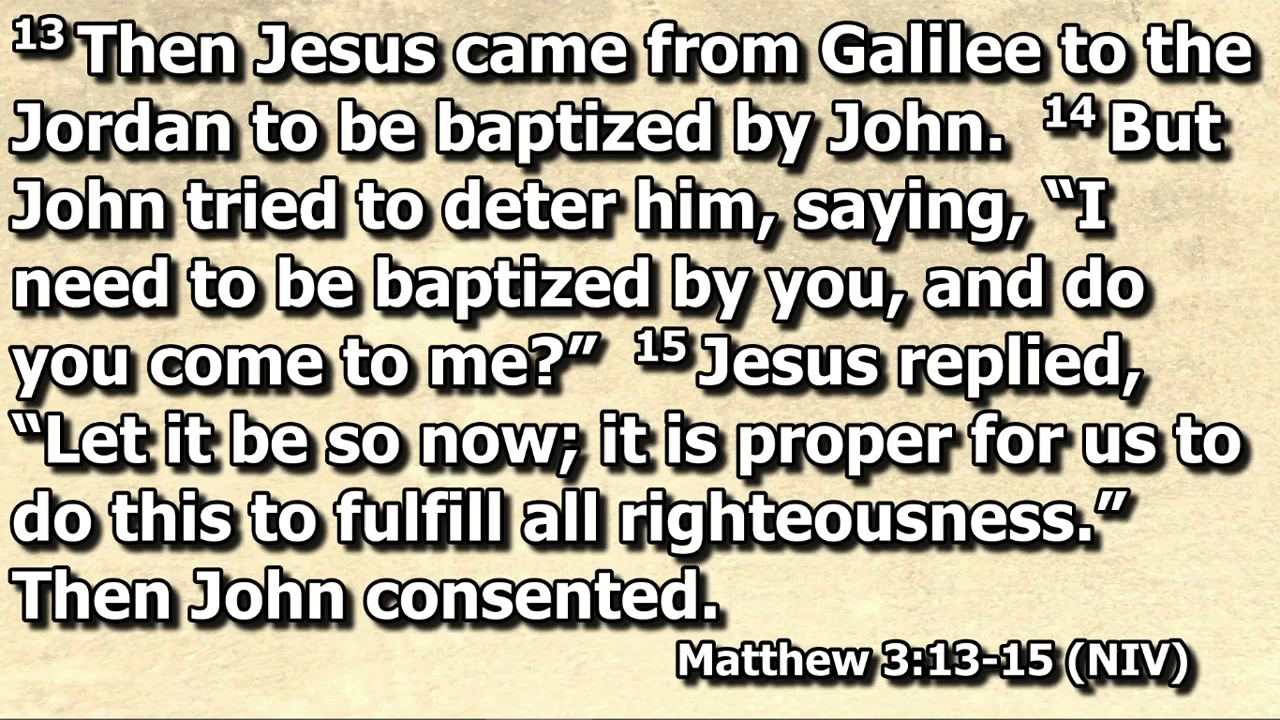 13 Then Jesus came from Galilee to the
Jordan to be baptized by John. 14 But
John tried to deter him, saying, “I
need to be baptized by you, and do
you come to me?” 15 Jesus replied,
“Let it be so now; it is proper for us to
do this to fulfill all righteousness.”
Then John consented.
Matthew 3:13-15 (NIV)